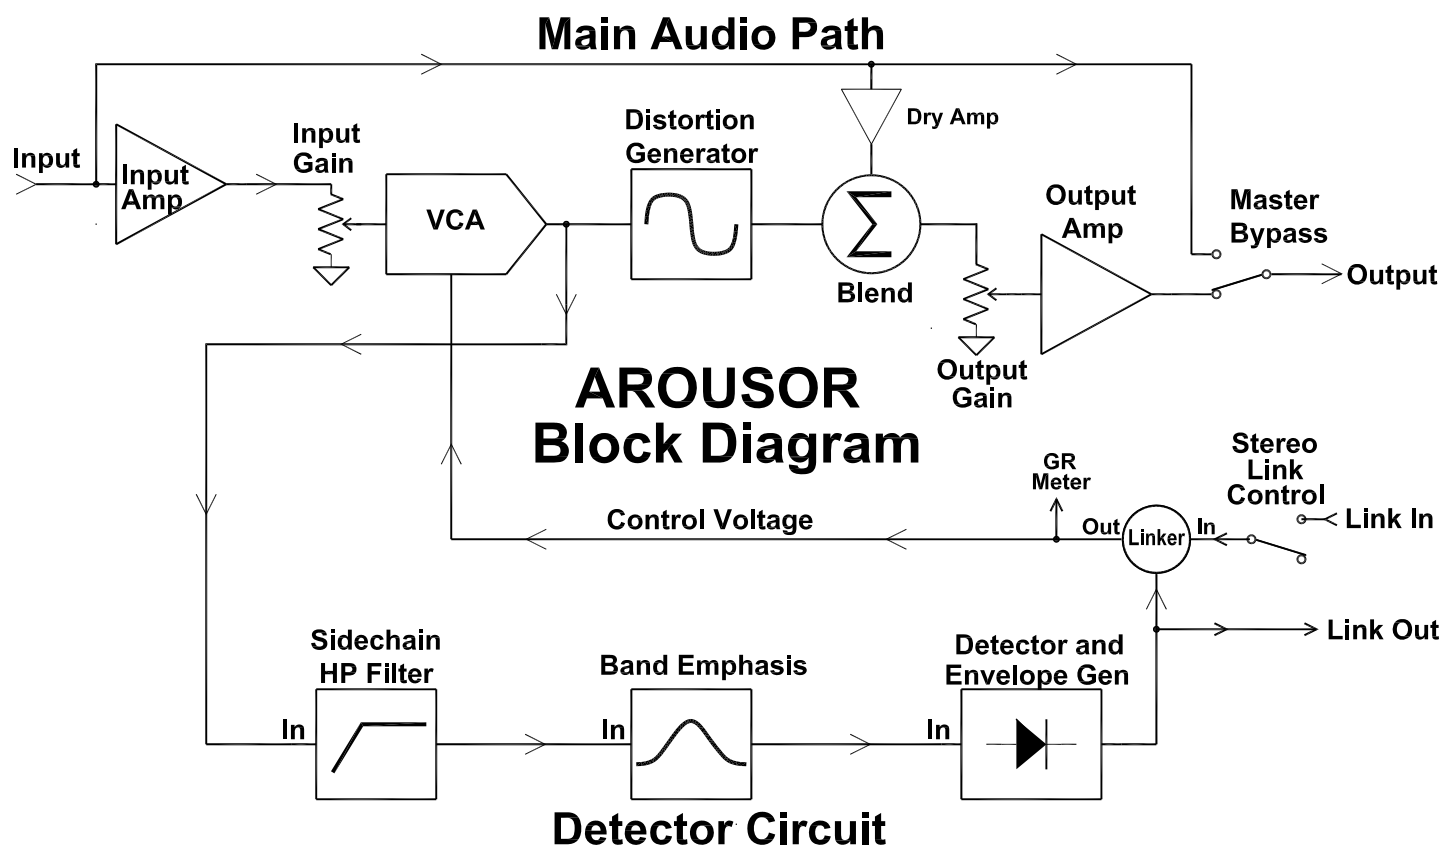 Main Audio Path
Input
Input
Amp
Input
Gain
VCA
Distortion
Generator
Dry Amp
Σ
Blend
Output
Amp
Master
Bypass
Output
Output
Gain
AROUSOR
Block Diagram
GR
Meter
Stereo
Link
Control
Control Voltage
Out
Linker
In
Link In
Link Out
Sidechain
HP Filter
In
Band Emphasis
In
Detector and
Envelope Gen
In
Detector Circuit